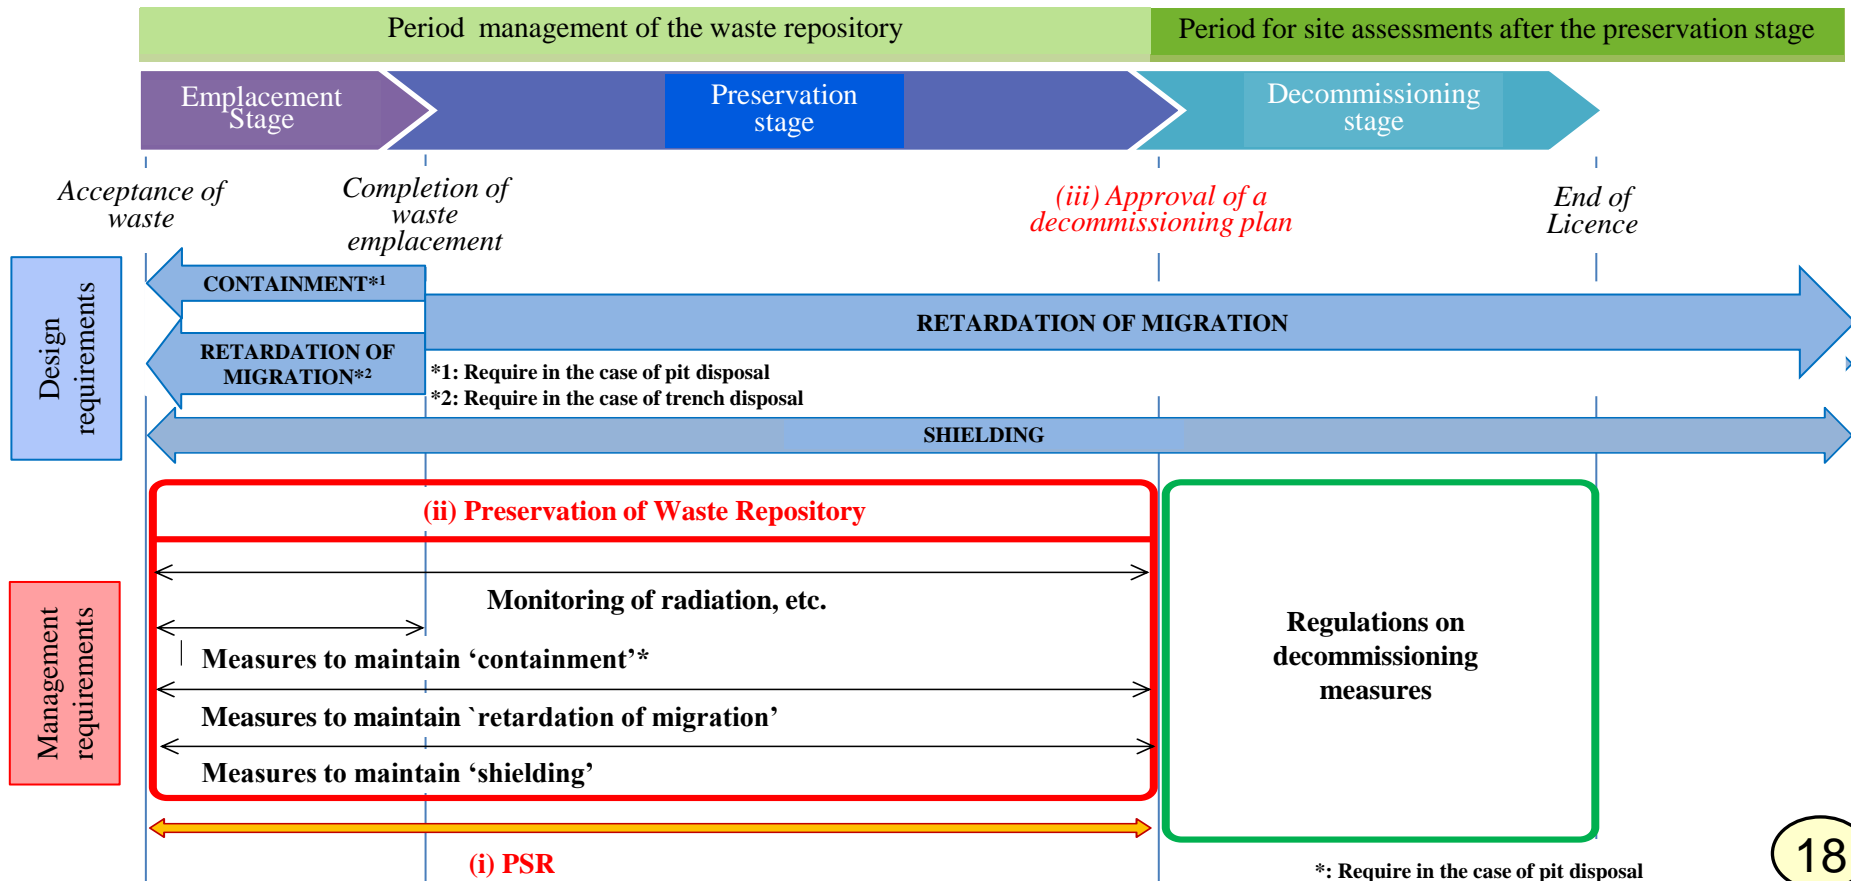 Period management of the waste repository
Period for site assessments after the preservation stage
Emplacement
Stage
Preservation
stage
Decommissioning
stage
Acceptance of
waste
Completion of
waste
emplacement
(iii) Approval of a
decommissioning plan
End of
Licence
Design
requirements
CONTAINMENT*1
RETARDATION OF
MIGRATION*2
RETARDATION OF MIGRATION
*1: Require in the case of pit disposal
*2: Require in the case of trench disposal
SHIELDING
Management
requirements
(ii) Preservation of Waste Repository
Monitoring of radiation, etc.
Measures to maintain ‘containment’*
Measures to maintain `retardation of migration’
Measures to maintain ‘shielding’
Regulations on
decommissioning
measures
(i) PSR
*: Require in the case of pit disposal
18